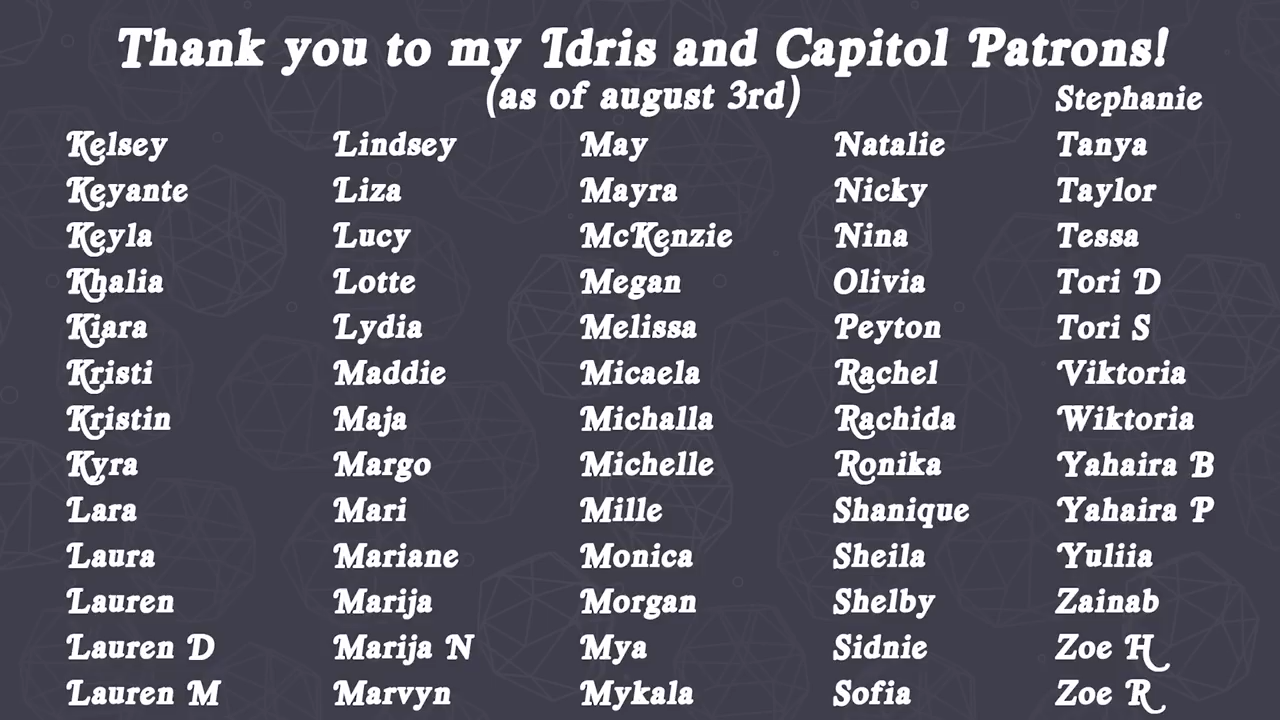 Thank you to my Idris and Capitol Patrons!
(as of august 3rd)
Kelsey
Keyante
Keyla
Khalia
Kiara
Kristi
Kristin
Kyra
Lara
Laura
Lauren
Lauren D
Lauren M
Lindsey
Liza
Lucy
Lotte
Lydia
Maddie
Maja
Margo
Mari
Mariane
Marija
Marija N
Marvyn
May
Mayra
McKenzie
Megan
Melissa
Micaela
Michalla
Michelle
Mille
Monica
Morgan
Mya
Mykala
Natalie
Nicky
Nina
Olivia
Peyton
Rachel
Rachida
Ronika
Shanique
Sheila
Shelby
Sidnie
Sofia
Stephanie
Tanya
Taylor
Tessa
Tori D
Tori S
Viktoria
Wiktoria
Yahaira B
Yahaira P
Yuliia
Zainab
Zoe H
Zoe R